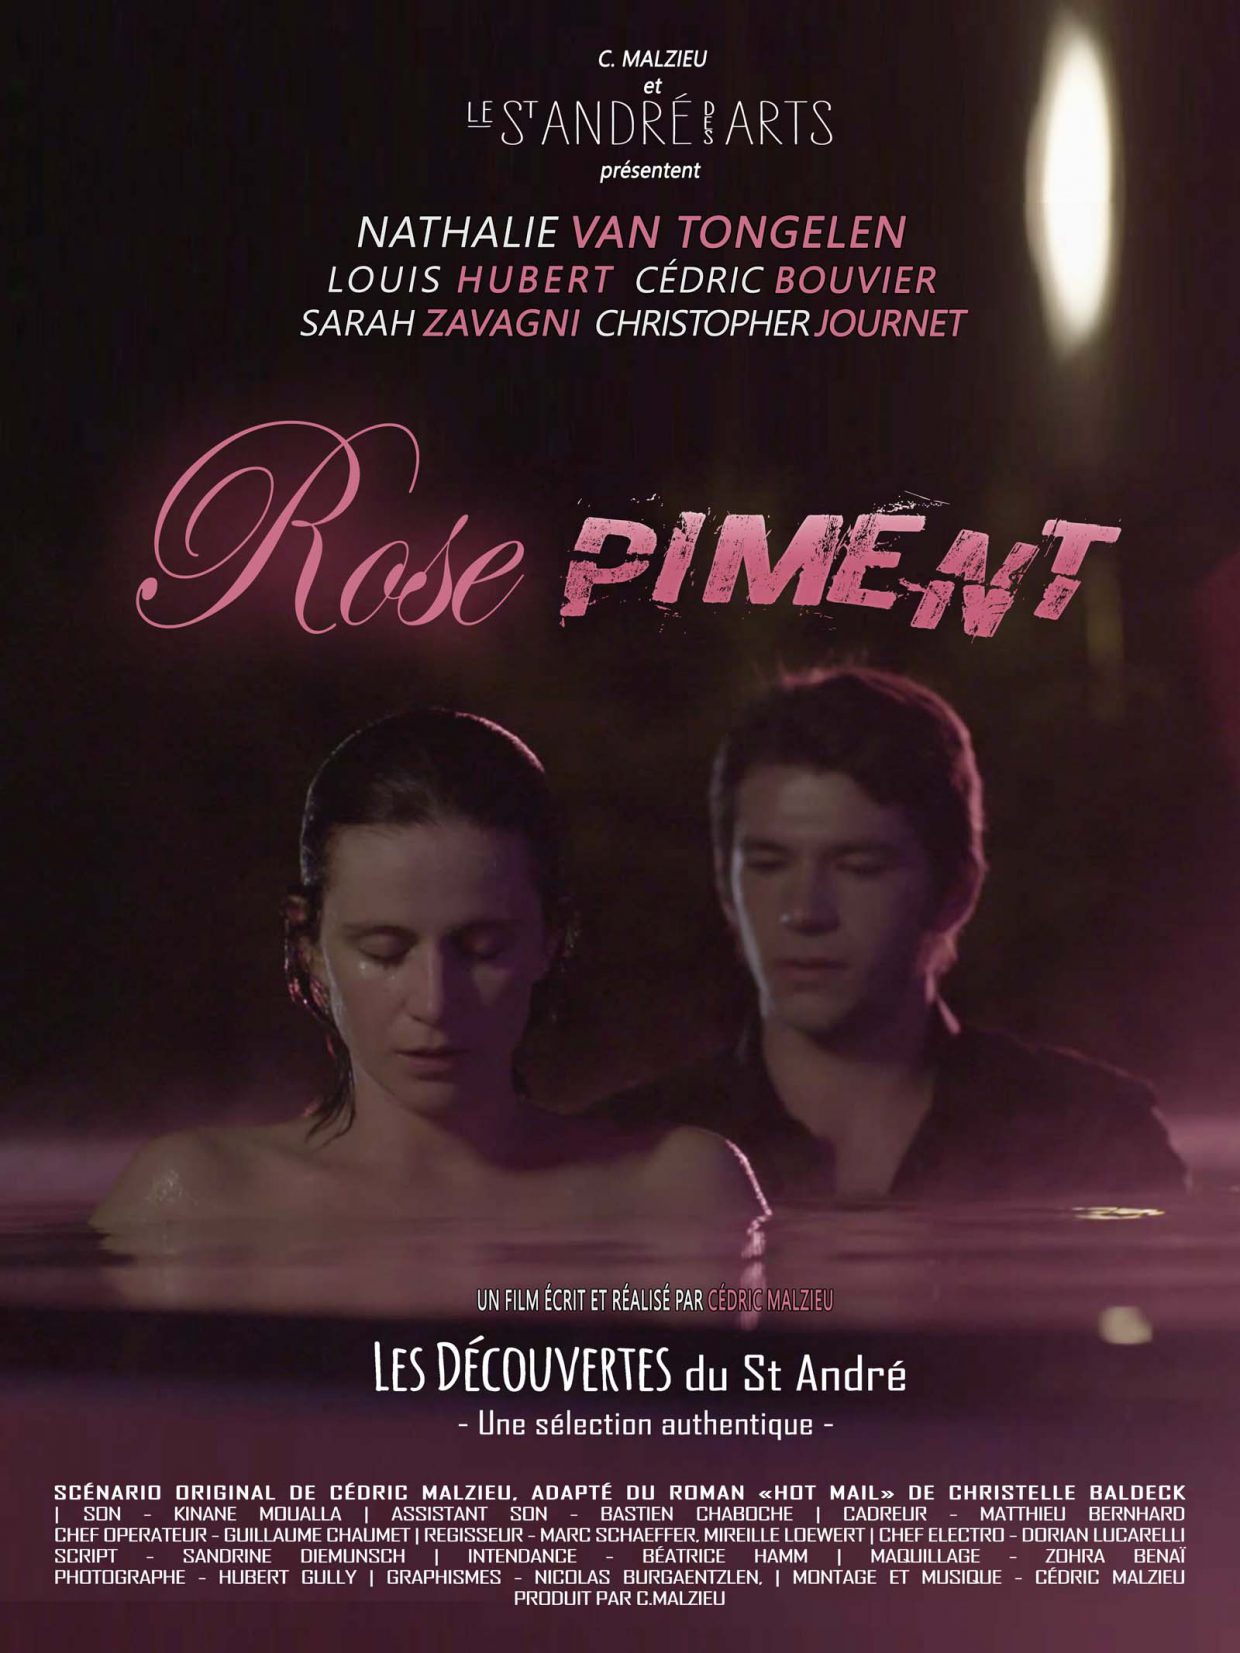 C. MALZIEU
et
LE ST ANDRÉ DES ARTS
présentent
NATHALIE VAN TONGELEN
LOUIS HUBERT CÉDRIC BOUVIER
SARAH ZAVAGNI CHRISTOPHER JOURNET
Rose PIMENT
UN FILM ÉCRIT ET RÉALISÉ PAR CÉDRIC MALZIEU
LES DÉCOUVERTES du St André
- Une sélection authentique -
SCÉNARIO ORIGINAL DE CÉDRIC MALZIEU, ADAPTÉ DU ROMAN «HOT MAIL» DE CHRISTELLE BALDECK
| SON - KINANE MOUALLA | ASSISTANT SON - BASTIEN CHABOCHE | CADREUR - MATTHIEU BERNHARD
CHEF OPERATEUR - GUILLAUME CHAUMET | REGISSEUR - MARC SCHAEFFER, MIREILLE LOEWERT | CHEF ELECTRO - DORIAN LUCARELLI
SCRIPT - SANDRINE DIEMUNSCH | INTENDANCE - BÉATRICE HAMM | MAQUILLAGE - ZOHRA BENAÏ
PHOTOGRAPHE - HUBERT GULLY | GRAPHISMES - NICOLAS BURGAENTZLEN, | MONTAGE ET MUSIQUE - CÉDRIC MALZIEU
PRODUIT PAR C.MALZIEU